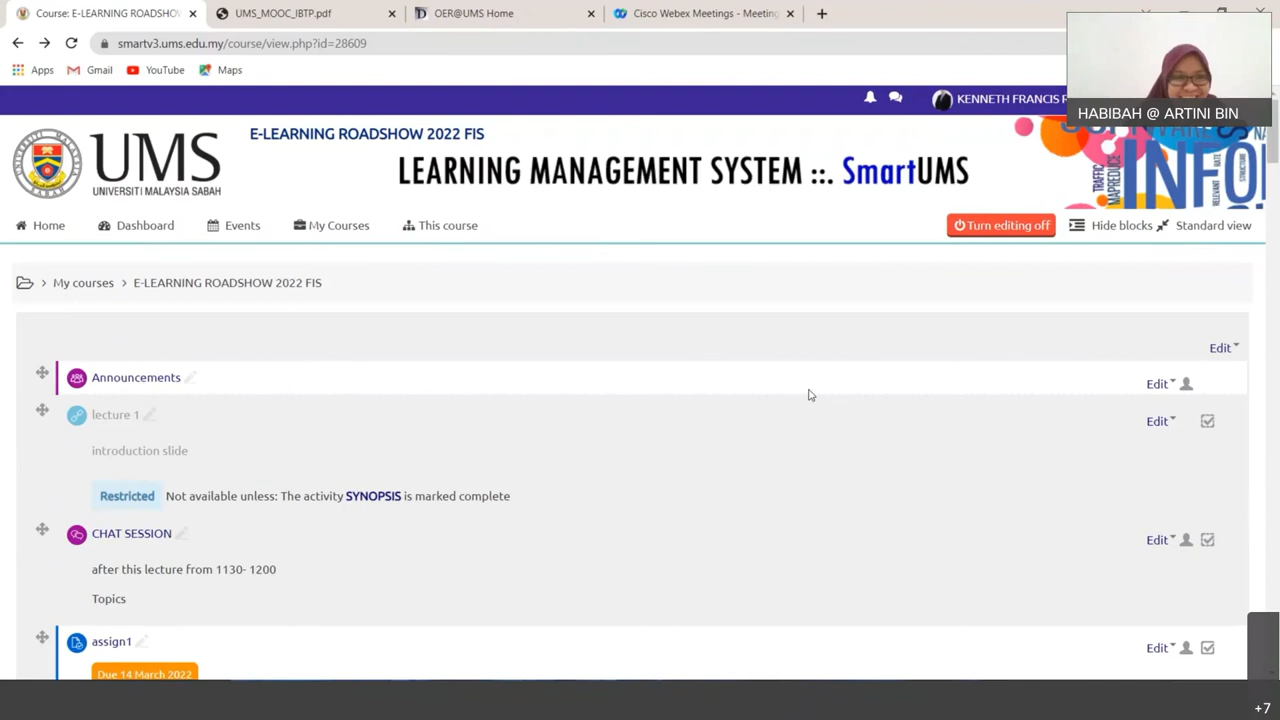 Course: E-LEARNING ROADSHOW
UMS_MOOC_IBTP.pdf
OER@UMS Home
Cisco Webex Meetings - Meeting
smartv3.ums.edu.my/course/view.php?id=28609
Apps
Gmail
YouTube
Maps
KENNETH FRANCIS
HABIBAH @ ARTINI BIN
E-LEARNING ROADSHOW 2022 FIS
UMS
UNIVERSITI MALAYSIA SABAH
LEARNING MANAGEMENT SYSTEM ::. SmartUMS
TRAFFIC
MAPREDUCE
INFO!
Home
Dashboard
Events
My Courses
This course
Turn editing off
Hide blocks
Standard view
My courses > E-LEARNING ROADSHOW 2022 FIS
Edit
Announcements
Edit
lecture 1
Edit
introduction slide
Restricted Not available unless: The activity SYNOPSIS is marked complete
CHAT SESSION
Edit
after this lecture from 1130- 1200
Topics
assign1
Edit
Due 14 March 2022
+7